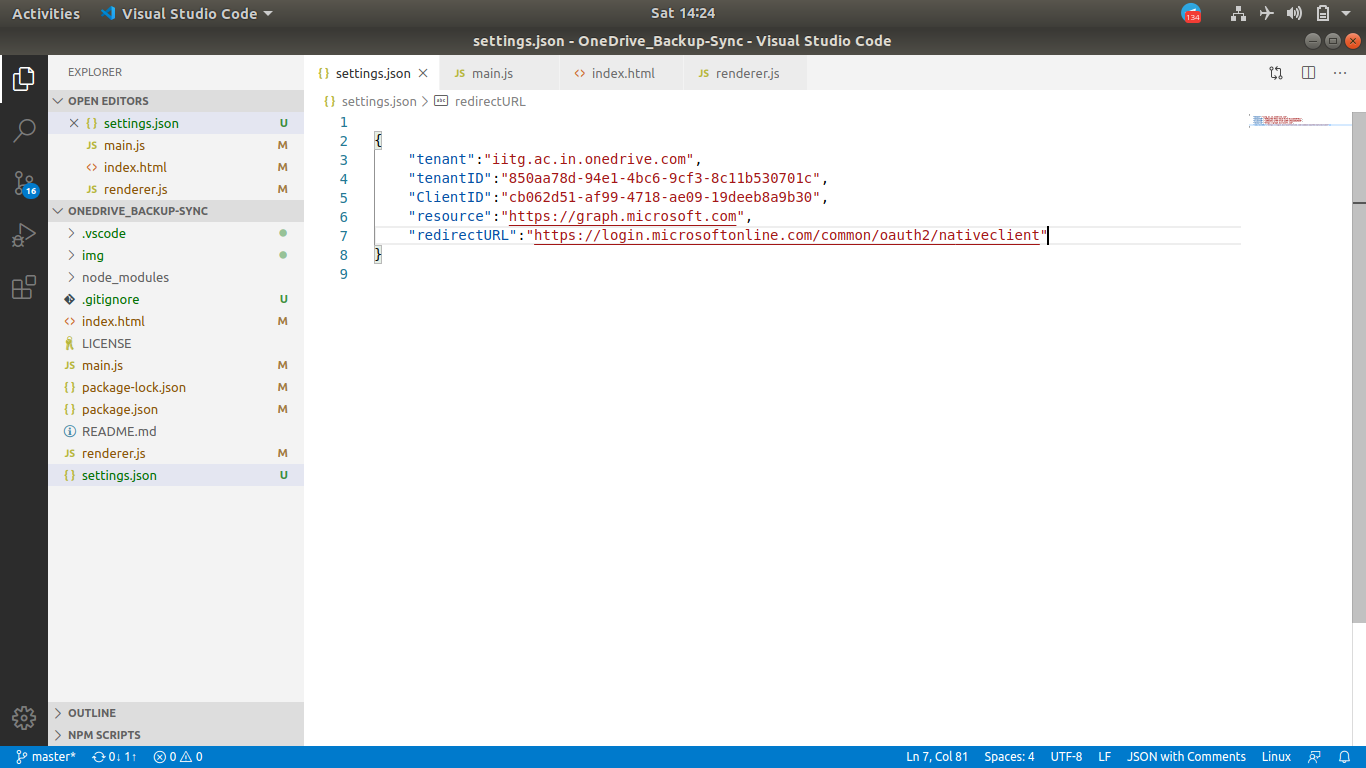 Activities Visual Studio Code Sat 14:24 134
settings.json - OneDrive_Backup-Sync - Visual Studio Code
EXPLORER
OPEN EDITORS
settings.json U
main.js M
index.html M
renderer.js M
ONEDRIVE_BACKUP-SYNC
.vscode
img
node_modules
.gitignore U
index.html M
LICENSE
JS main.js M
package-lock.json M
package.json M
README.md
JS renderer.js M
settings.json U
OUTLINE
NPM SCRIPTS
16
{} settings.json JS main.js <> index.html JS renderer.js
{} settings.json > abc redirectURL
1
2 {
3 "tenant":"iitg.ac.in.onedrive.com",
4 "tenantID":"850aa78d-94e1-4bc6-9cf3-8c11b530701c",
5 "ClientID":"cb062d51-af99-4718-ae09-19deeb8a9b30",
6 "resource":"https://graph.microsoft.com",
7 "redirectURL":"https://login.microsoftonline.com/common/oauth2/nativeclient"
8 }
9
master* 0↓ 1↑ 0 0 Ln 7, Col 81 Spaces: 4 UTF-8 LF JSON with Comments Linux